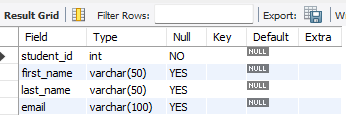 Result Grid Filter Rows: Export: W
Field Type Null Key Default Extra
student_id int NO NULL
first_name varchar(50) YES NULL
last_name varchar(50) YES NULL
email varchar(100) YES NULL